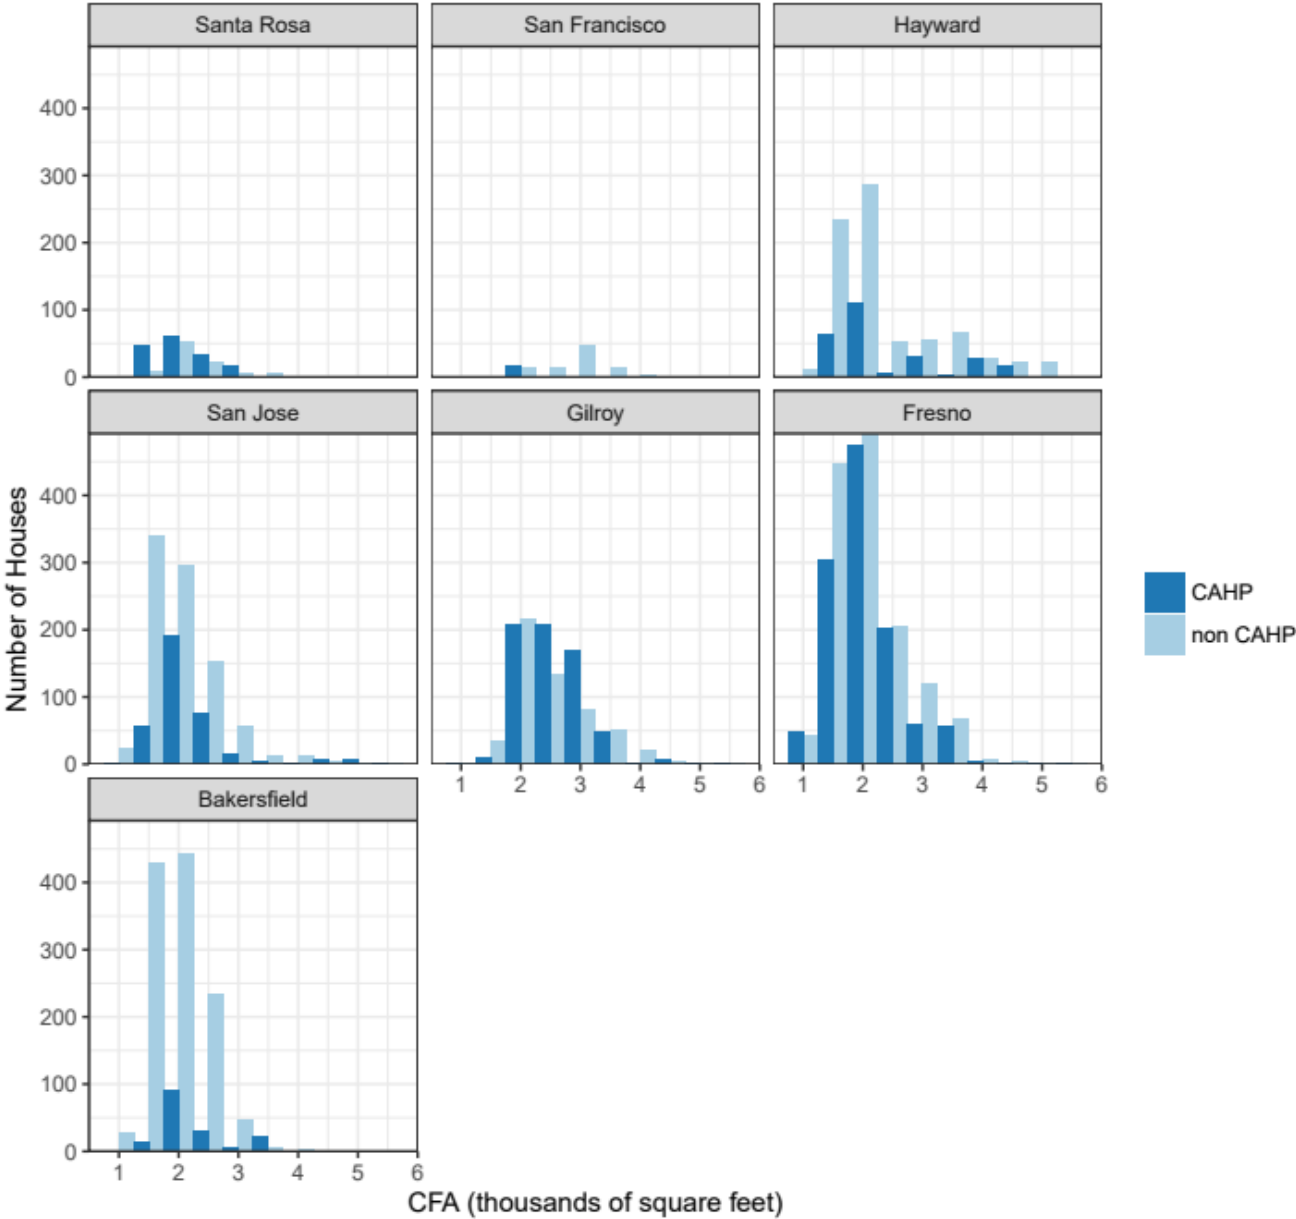 Santa Rosa
San Francisco
Hayward
400
300
200
100
0
San Jose
Gilroy
Fresno
Number of Houses
400
300
200
100
0
1 2 3 4 5 6
1 2 3 4 5 6
CAHP
non CAHP
Bakersfield
400
300
200
100
0
1 2 3 4 5 6
CFA (thousands of square feet)